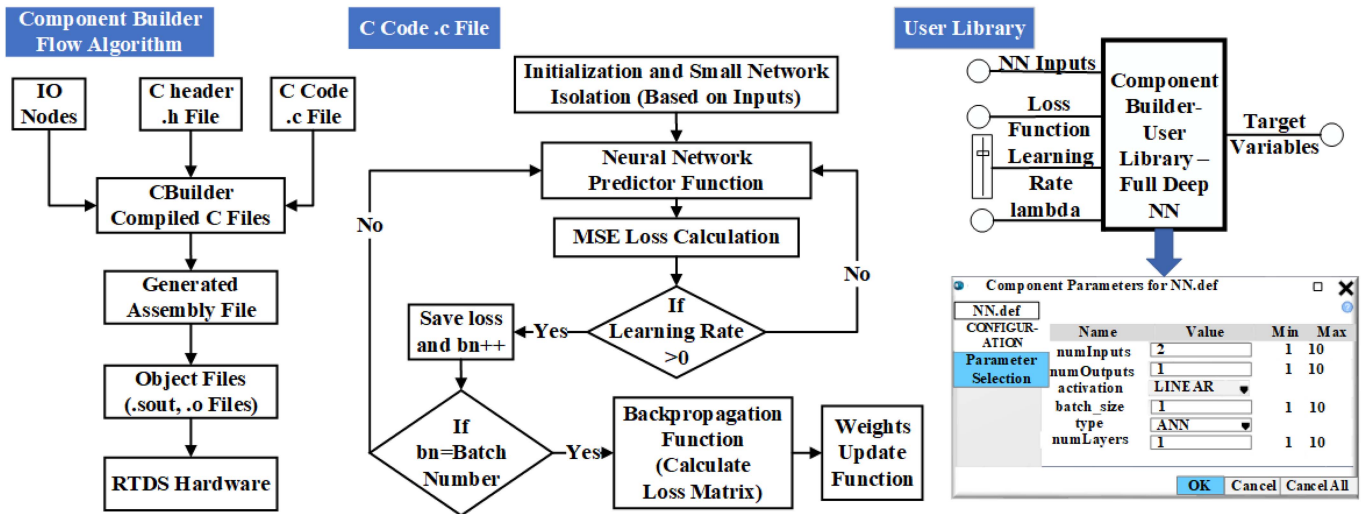 Component Builder
Flow Algorithm
IO
Nodes
C header
.h File
C Code
.c File
CBuilder
Compiled C Files
Generated
Assembly File
Object Files
(.sout, .o Files)
RTDS Hardware
C Code .c File
Initialization and Small Network
Isolation (Based on Inputs)
Neural Network
Predictor Function
MSE Loss Calculation
If
Learning Rate
>0
No
Yes
Save loss
and bn++
If
bn=Batch
Number
No
Yes
Backpropagation
Function
(Calculate
Loss Matrix)
Weights
Update
Function
User Library
NN Inputs
Loss
Function
Learning
Rate
lambda
Component
Builder-
User
Library –
Full Deep
NN
Target
Variables
Component Parameters for NN.def
NN.def
CONFIGUR-
ATION
Parameter
Selection
Name Value Min Max
numInputs 2 1 10
numOutputs 1 1 10
activation LINEAR
batch_size 1 1 10
type ANN
numLayers 1 1 10
OK Cancel Cancel All